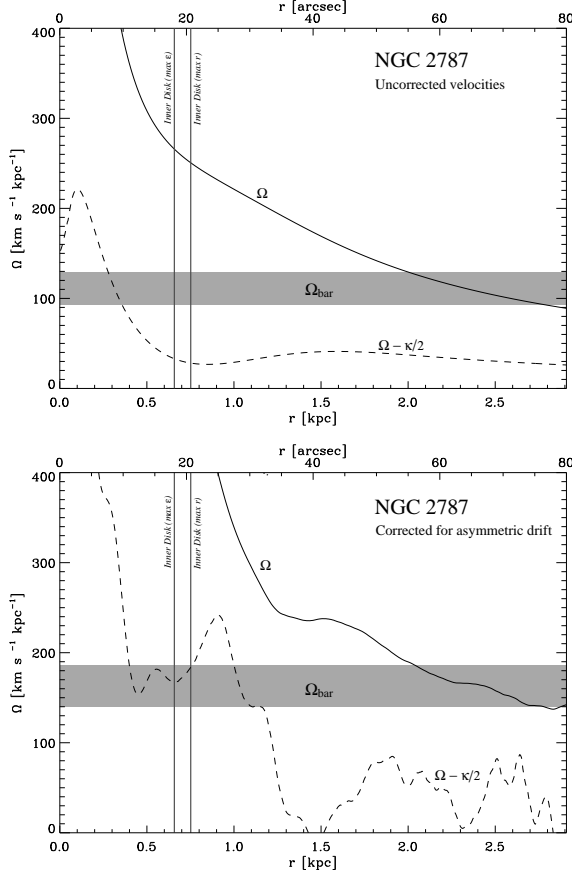 r [arcsec]
0 20 40 60 80
400
NGC 2787
Uncorrected velocities
Inner Disk (max ε)
Inner Disk (max r)
300
Ω
200
Ω [km s⁻¹ kpc⁻¹]
Ωbar
100
Ω − κ/2
0
0.0 0.5 1.0 1.5 2.0 2.5
r [kpc]
r [arcsec]
0 20 40 60 80
400
NGC 2787
Corrected for asymmetric drift
Inner Disk (max ε)
Inner Disk (max r)
300
Ω
200
Ω [km s⁻¹ kpc⁻¹]
Ωbar
100
Ω − κ/2
0
0.0 0.5 1.0 1.5 2.0 2.5
r [kpc]